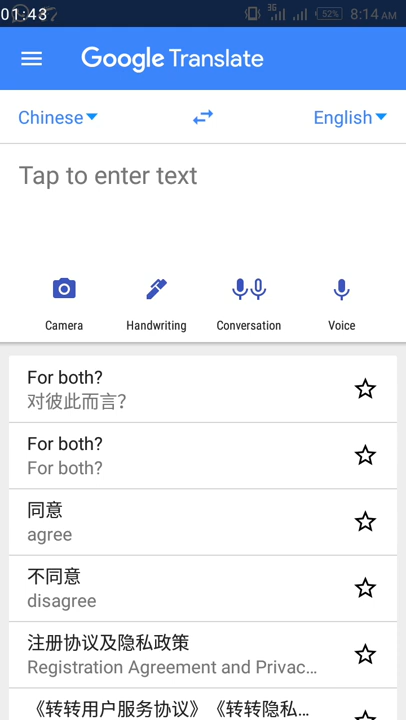 01:43
3G
52%
8:14 AM
Google Translate
Chinese
English
Tap to enter text
Camera
Handwriting
Conversation
Voice
For both?
对彼此而言？
For both?
For both?
同意
agree
不同意
disagree
注册协议及隐私政策
Registration Agreement and Privac...
《转转用户服务协议》《转转隐私...